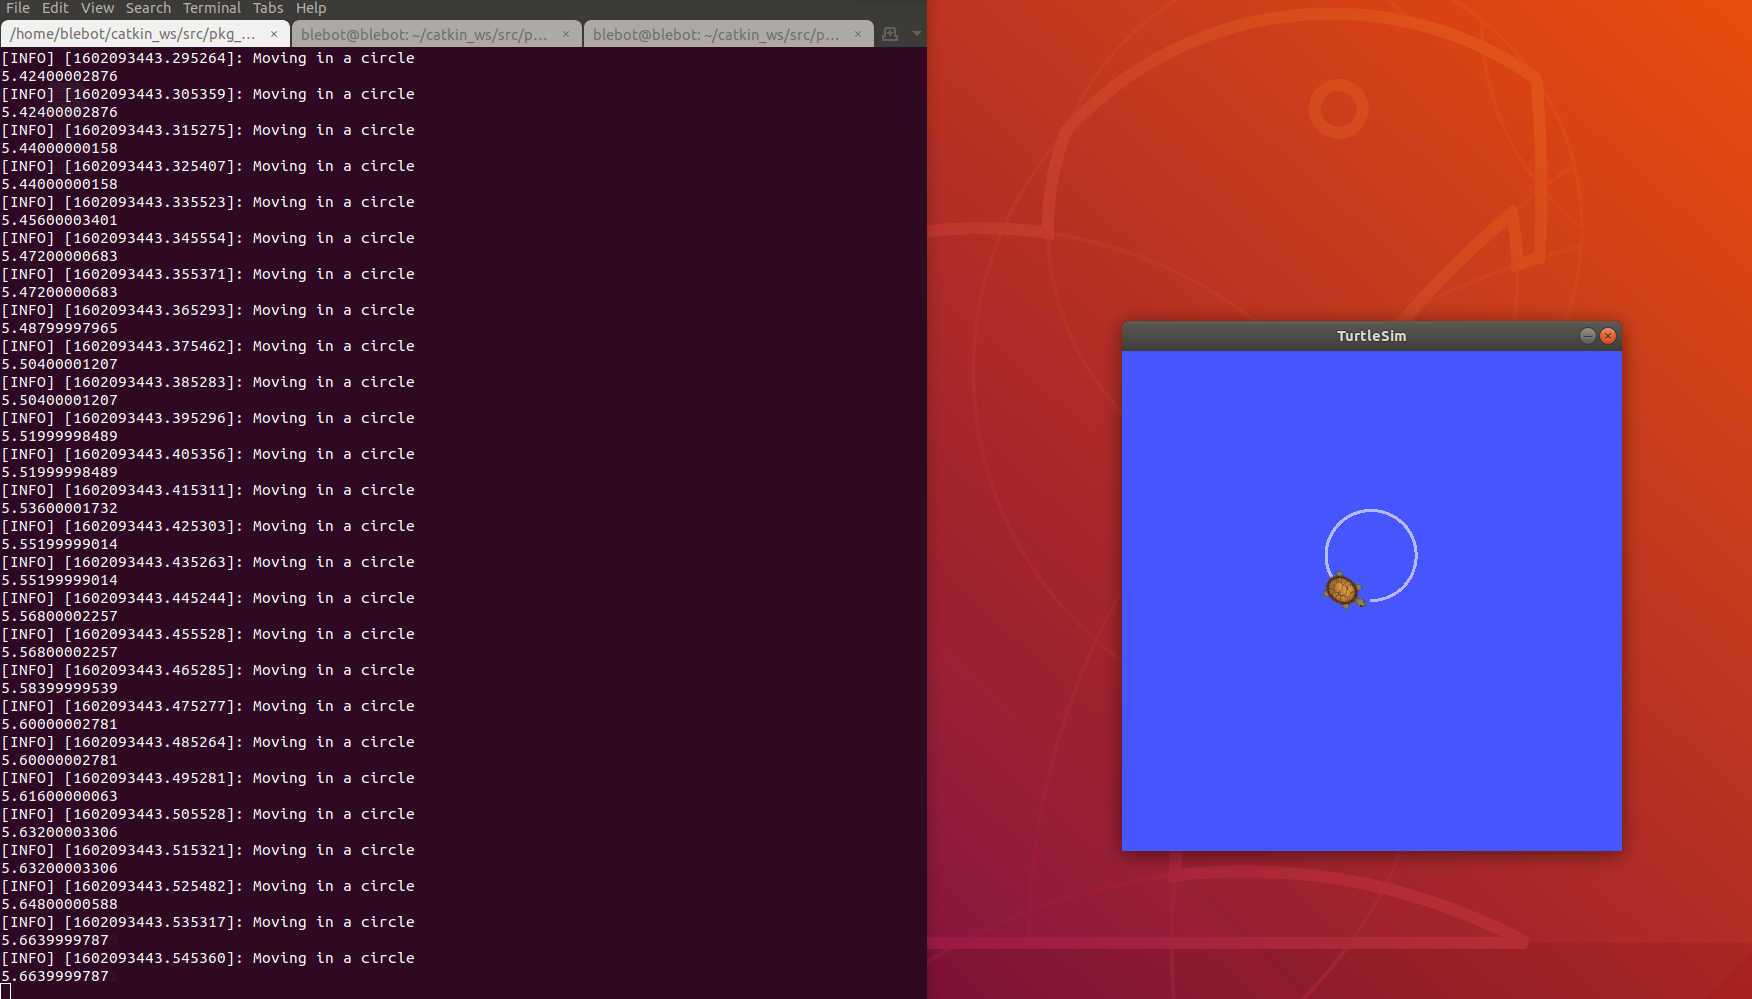 File Edit View Search Terminal Tabs Help
/home/blebot/catkin_ws/src/pkg_... × blebot@blebot: ~/catkin_ws/src/p... × blebot@blebot: ~/catkin_ws/src/p... ×
[INFO] [1602093443.295264]: Moving in a circle
5.42400002876
[INFO] [1602093443.305359]: Moving in a circle
5.42400002876
[INFO] [1602093443.315275]: Moving in a circle
5.44000000158
[INFO] [1602093443.325407]: Moving in a circle
5.44000000158
[INFO] [1602093443.335523]: Moving in a circle
5.45600003401
[INFO] [1602093443.345554]: Moving in a circle
5.47200000683
[INFO] [1602093443.355371]: Moving in a circle
5.47200000683
[INFO] [1602093443.365293]: Moving in a circle
5.48799997965
[INFO] [1602093443.375462]: Moving in a circle
5.50400001207
[INFO] [1602093443.385283]: Moving in a circle
5.50400001207
[INFO] [1602093443.395296]: Moving in a circle
5.51999998489
[INFO] [1602093443.405356]: Moving in a circle
5.51999998489
[INFO] [1602093443.415311]: Moving in a circle
5.53600001732
[INFO] [1602093443.425303]: Moving in a circle
5.55199999014
[INFO] [1602093443.435263]: Moving in a circle
5.55199999014
[INFO] [1602093443.445244]: Moving in a circle
5.56800002257
[INFO] [1602093443.455528]: Moving in a circle
5.56800002257
[INFO] [1602093443.465285]: Moving in a circle
5.58399999539
[INFO] [1602093443.475277]: Moving in a circle
5.60000002781
[INFO] [1602093443.485264]: Moving in a circle
5.60000002781
[INFO] [1602093443.495281]: Moving in a circle
5.61600000063
[INFO] [1602093443.505528]: Moving in a circle
5.63200003306
[INFO] [1602093443.515321]: Moving in a circle
5.63200003306
[INFO] [1602093443.525482]: Moving in a circle
5.64800000588
[INFO] [1602093443.535317]: Moving in a circle
5.6639999787
[INFO] [1602093443.545360]: Moving in a circle
5.6639999787
TurtleSim